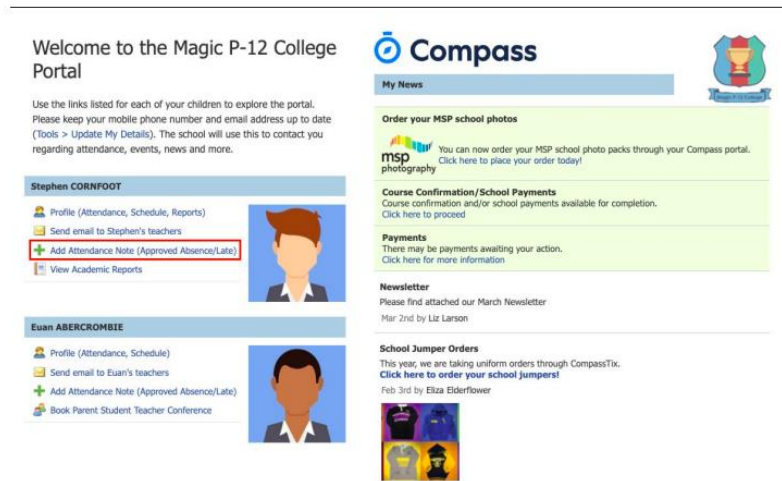 Welcome to the Magic P-12 College
Portal
Use the links listed for each of your children to explore the portal.
Please keep your mobile phone number and email address up to date
(Tools > Update My Details). The school will use this to contact you
regarding attendance, events, news and more.
Stephen CORNFOOT
Profile (Attendance, Schedule, Reports)
Send email to Stephen's teachers
Add Attendance Note (Approved Absence/Late)
View Academic Reports
Euan ABERCROMBIE
Profile (Attendance, Schedule)
Send email to Euan's teachers
Add Attendance Note (Approved Absence/Late)
Book Parent Student Teacher Conference
Compass
Magic P-12 College
My News
Order your MSP school photos
msp
photography
You can now order your MSP school photo packs through your Compass portal.
Click here to place your order today!
Course Confirmation/School Payments
Course confirmation and/or school payments available for completion.
Click here to proceed
Payments
There may be payments awaiting your action.
Click here for more information
Newsletter
Please find attached our March Newsletter
Mar 2nd by Liz Larson
School Jumper Orders
This year, we are taking uniform orders through CompassTix.
Click here to order your school jumpers!
Feb 3rd by Eliza Elderflower